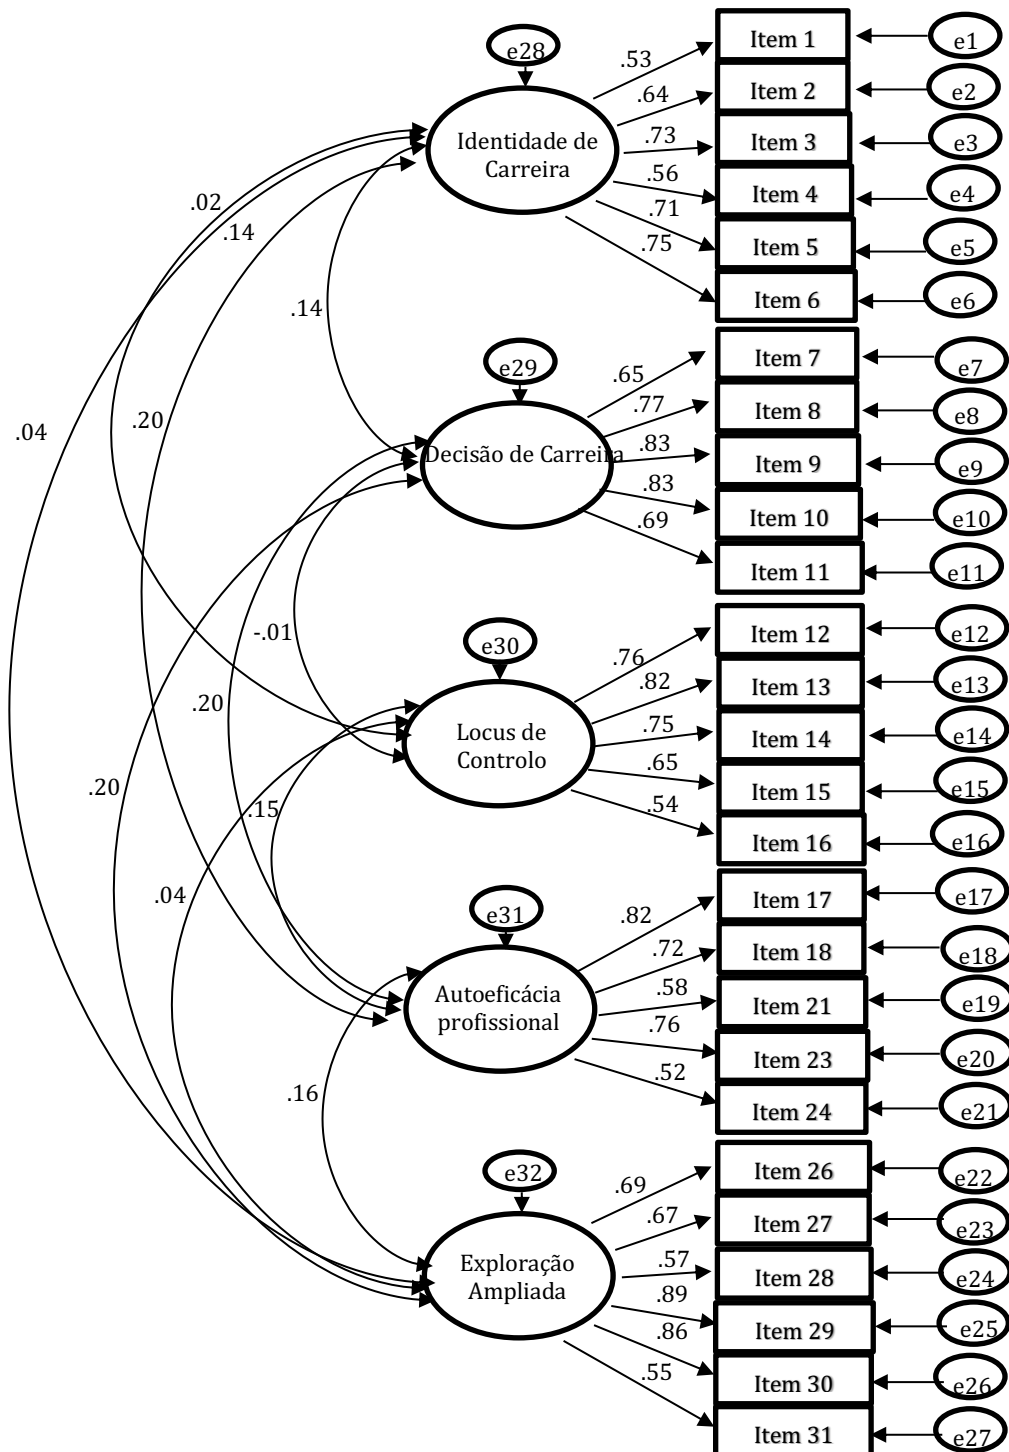 e28
Identidade de
Carreira
.53
.64
.73
.56
.71
.75
Item 1
Item 2
Item 3
Item 4
Item 5
Item 6
e1
e2
e3
e4
e5
e6
.02
.14
.14
.20
.04
e29
Decisão de Carreira
.65
.77
.83
.83
.69
Item 7
Item 8
Item 9
Item 10
Item 11
e7
e8
e9
e10
e11
-.01
.20
.20
e30
Locus de
Controlo
.76
.82
.75
.65
.54
Item 12
Item 13
Item 14
Item 15
Item 16
e12
e13
e14
e15
e16
.15
.04
e31
Autoeficácia
profissional
.82
.72
.58
.76
.52
Item 17
Item 18
Item 21
Item 23
Item 24
e17
e18
e19
e20
e21
.16
e32
Exploração
Ampliada
.69
.67
.57
.89
.86
.55
Item 26
Item 27
Item 28
Item 29
Item 30
Item 31
e22
e23
e24
e25
e26
e27